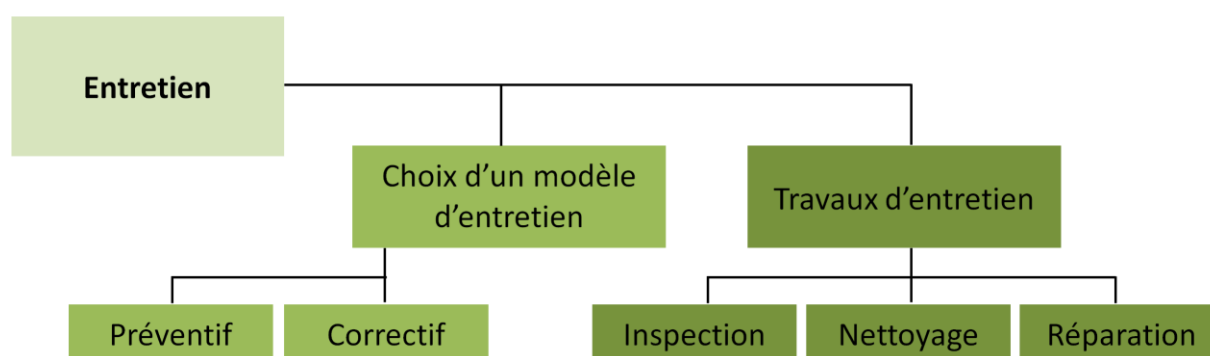 Entretien
Choix d’un modèle
d’entretien
Travaux d’entretien
Préventif
Correctif
Inspection
Nettoyage
Réparation